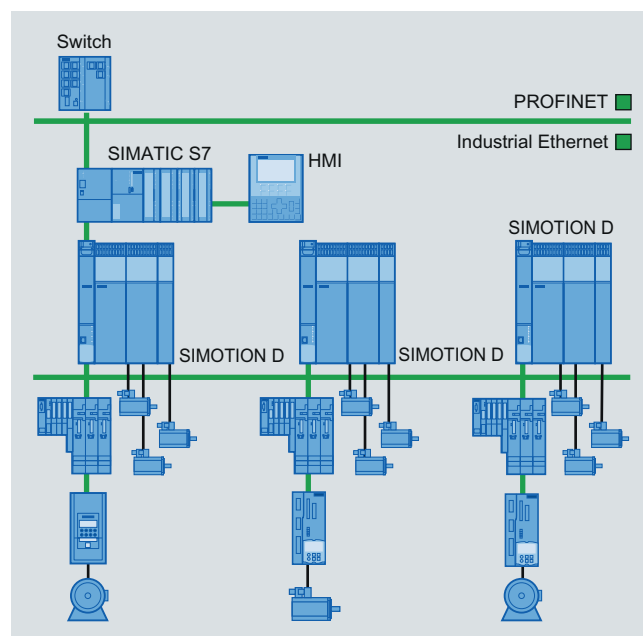 Switch
PROFINET
Industrial Ethernet
SIMATIC S7
HMI
SIMOTION D
SIMOTION D
SIMOTION D